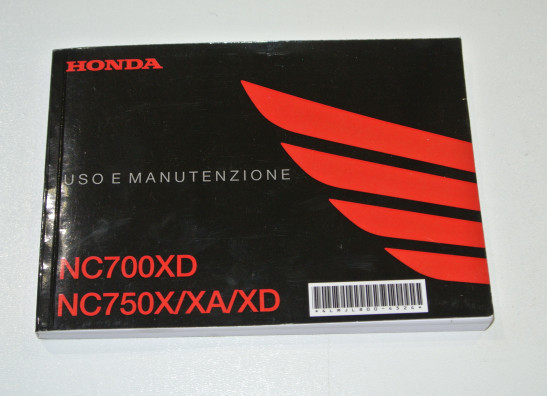 HONDA
USO E MANUTENZIONE
NC700XD
NC750X/XA/XD